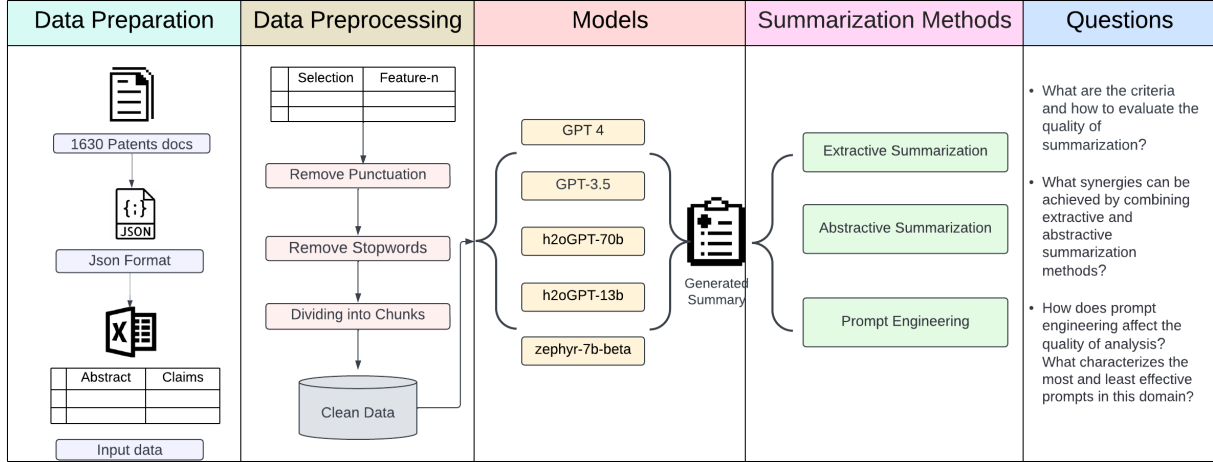 Data Preparation
Data Preprocessing
Models
Summarization Methods
Questions
1630 Patents docs
{;}
JSON
Json Format
X
Abstract Claims
Input data
Selection Feature-n
Remove Punctuation
Remove Stopwords
Dividing into Chunks
Clean Data
GPT 4
GPT-3.5
h2oGPT-70b
h2oGPT-13b
zephyr-7b-beta
Generated
Summary
Extractive Summarization
Abstractive Summarization
Prompt Engineering
• What are the criteria
and how to evaluate the
quality of
summarization?
• What synergies can be
achieved by combining
extractive and
abstractive
summarization
methods?
• How does prompt
engineering affect the
quality of analysis?
What characterizes the
most and least effective
prompts in this domain?